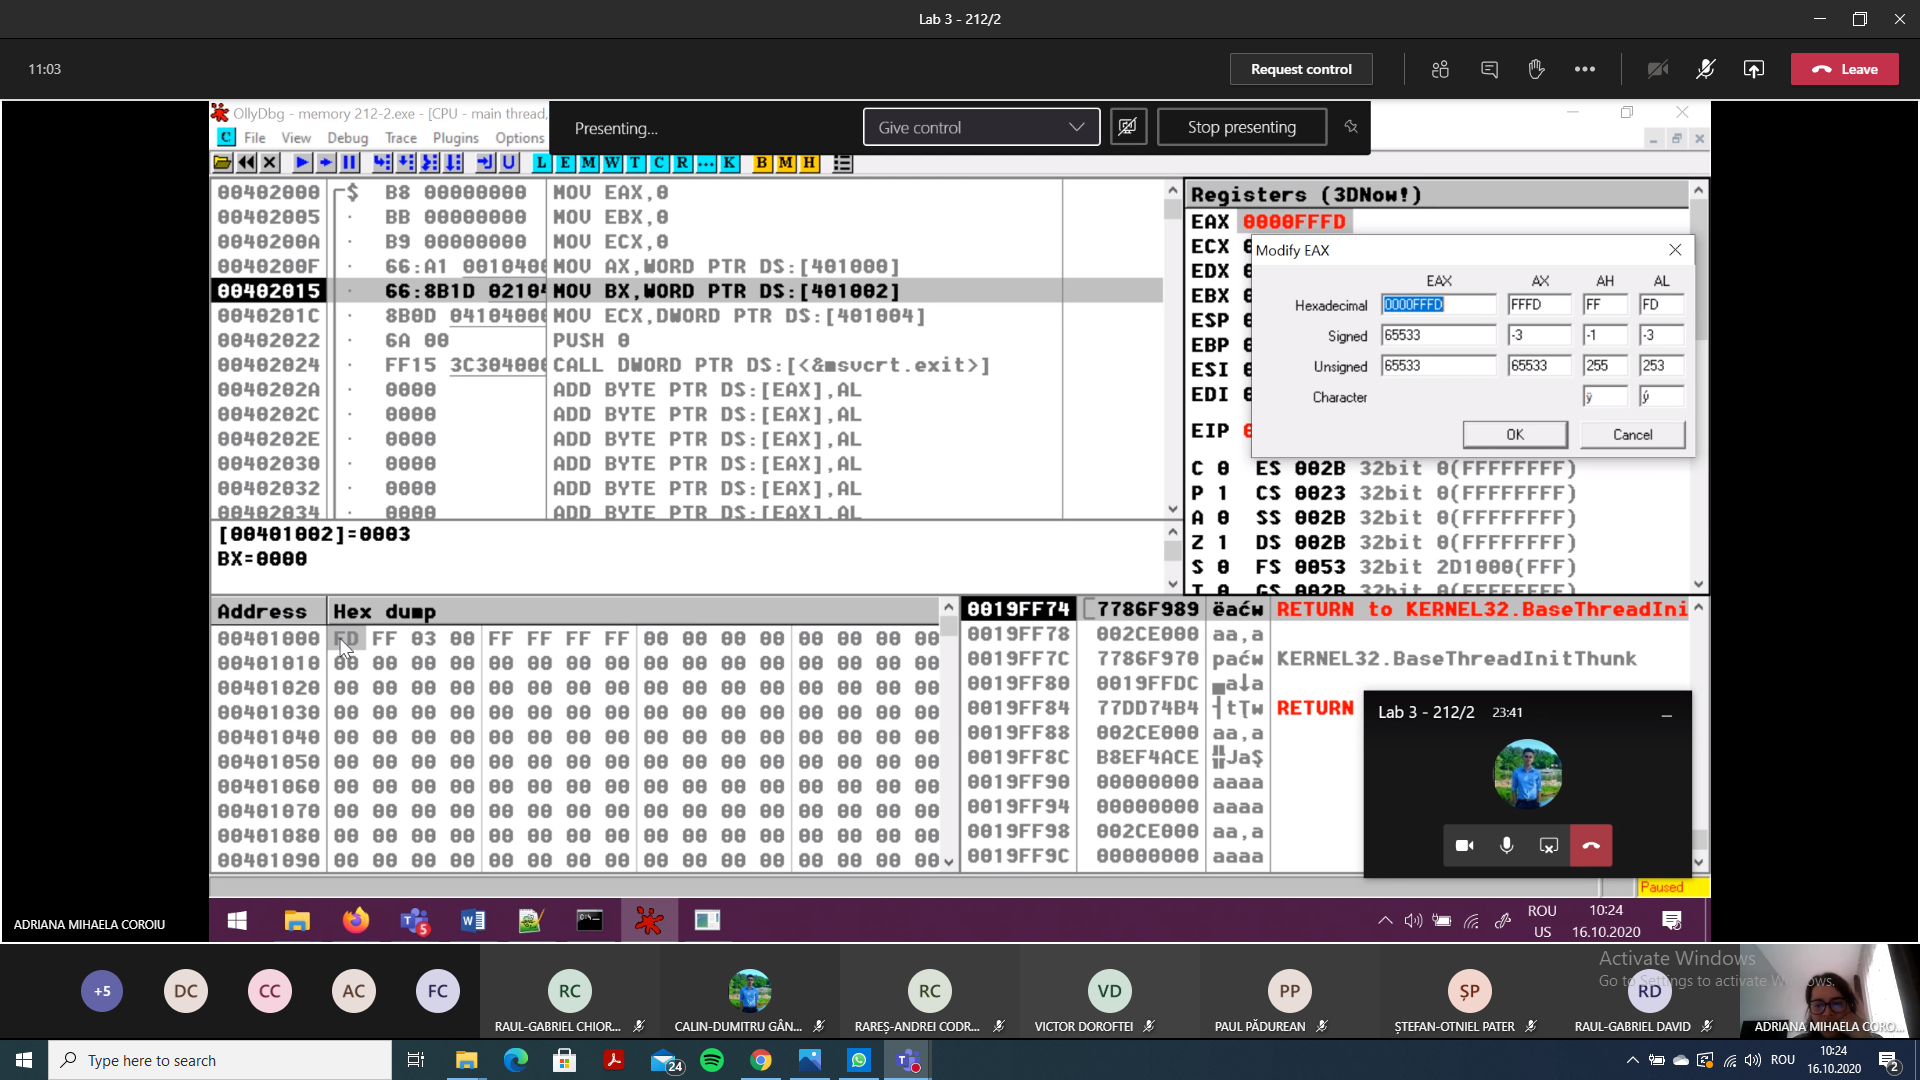 Lab 3 - 212/2
11:03
Request control
Leave
OllyDbg - memory 212-2.exe - [CPU - main thread,
Presenting...
Give control
Stop presenting
C File View Debug Trace Plugins Options
L E M W T C R ... K B M H
00402000 $ B8 00000000 MOV EAX,0
00402005 · BB 00000000 MOV EBX,0
0040200A · B9 00000000 MOV ECX,0
0040200F · 66:A1 00104000 MOV AX,WORD PTR DS:[401000]
00402015 · 66:8B1D 02104 MOV BX,WORD PTR DS:[401002]
0040201C · 8B0D 04104000 MOV ECX,DWORD PTR DS:[401004]
00402022 · 6A 00 PUSH 0
00402024 · FF15 3C304000 CALL DWORD PTR DS:[<&msvcrt.exit>]
0040202A · 0000 ADD BYTE PTR DS:[EAX],AL
0040202C · 0000 ADD BYTE PTR DS:[EAX],AL
0040202E · 0000 ADD BYTE PTR DS:[EAX],AL
00402030 · 0000 ADD BYTE PTR DS:[EAX],AL
00402032 · 0000 ADD BYTE PTR DS:[EAX],AL
00402034 · 0000 ADD BYTE PTR DS:[EAX],AL
[00401002]=0003
BX=0000
Registers (3DNow!)
EAX 0000FFFD
ECX
EDX
EBX
ESP
EBP
ESI
EDI
EIP
Modify EAX
EAX AX AH AL
Hexadecimal 0000FFFD FFFD FF FD
Signed 65533 -3 -1 -3
Unsigned 65533 65533 255 253
Character ÿ ý
OK Cancel
C 0 ES 002B 32bit 0(FFFFFFFF)
P 1 CS 0023 32bit 0(FFFFFFFF)
A 0 SS 002B 32bit 0(FFFFFFFF)
Z 1 DS 002B 32bit 0(FFFFFFFF)
S 0 FS 0053 32bit 2D1000(FFF)
T 0 GS 002B 32bit 0(FFFFFFFF)
Address Hex dump
00401000 FD FF 03 00 FF FF FF FF 00 00 00 00 00 00 00 00
00401010 00 00 00 00 00 00 00 00 00 00 00 00 00 00 00 00
00401020 00 00 00 00 00 00 00 00 00 00 00 00 00 00 00 00
00401030 00 00 00 00 00 00 00 00 00 00 00 00 00 00 00 00
00401040 00 00 00 00 00 00 00 00 00 00 00 00 00 00 00 00
00401050 00 00 00 00 00 00 00 00 00 00 00 00 00 00 00 00
00401060 00 00 00 00 00 00 00 00 00 00 00 00 00 00 00 00
00401070 00 00 00 00 00 00 00 00 00 00 00 00 00 00 00 00
00401080 00 00 00 00 00 00 00 00 00 00 00 00 00 00 00 00
00401090 00 00 00 00 00 00 00 00 00 00 00 00 00 00 00 00
0019FF74 7786F989 ëaćw RETURN to KERNEL32.BaseThreadIni
0019FF78 002CE000 aa,a
0019FF7C 7786F970 paćw KERNEL32.BaseThreadInitThunk
0019FF80 0019FFDC
0019FF84 77DD74B4 RETURN
0019FF88 002CE000 aa,a
0019FF8C B8EF4ACE
0019FF90 00000000 aaaa
0019FF94 00000000 aaaa
0019FF98 002CE000 aa,a
0019FF9C 00000000 aaaa
Lab 3 - 212/2 23:41
Paused
ADRIANA MIHAELA COROIU
5
ROU
US
10:24
16.10.2020
Activate Windows
Go to Settings to activate Windows.
+5 DC CC AC FC RC RC VD PP ȘP RD
RAUL-GABRIEL CHIOR...
CALIN-DUMITRU GÂN...
RAREȘ-ANDREI CODR...
VICTOR DOROFTEI
PAUL PĂDUREAN
ȘTEFAN-OTNIEL PATER
RAUL-GABRIEL DAVID
ADRIANA MIHAELA CORO...
Type here to search
24
ROU
10:24
16.10.2020
2